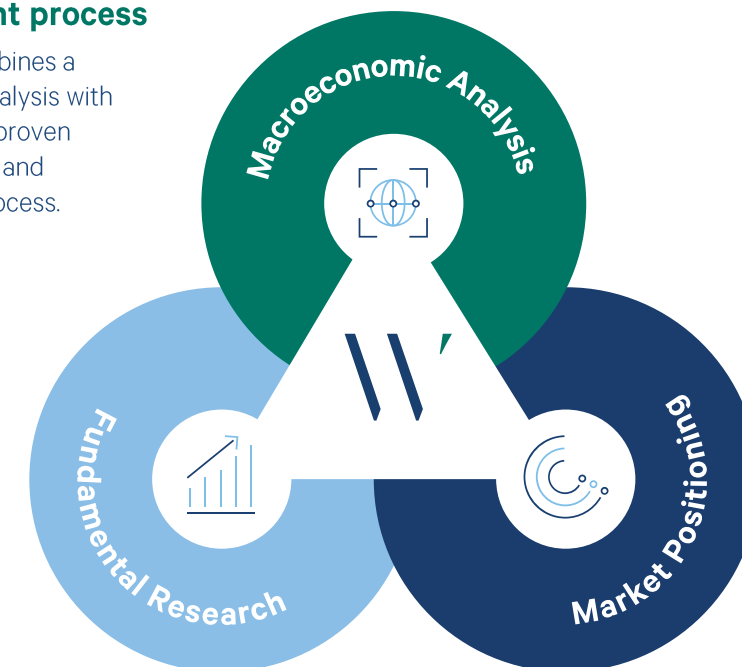 nt process
bines a
alysis with
proven
and
ocess.
Macroeconomic Analysis
Fundamental Research
Market Positioning